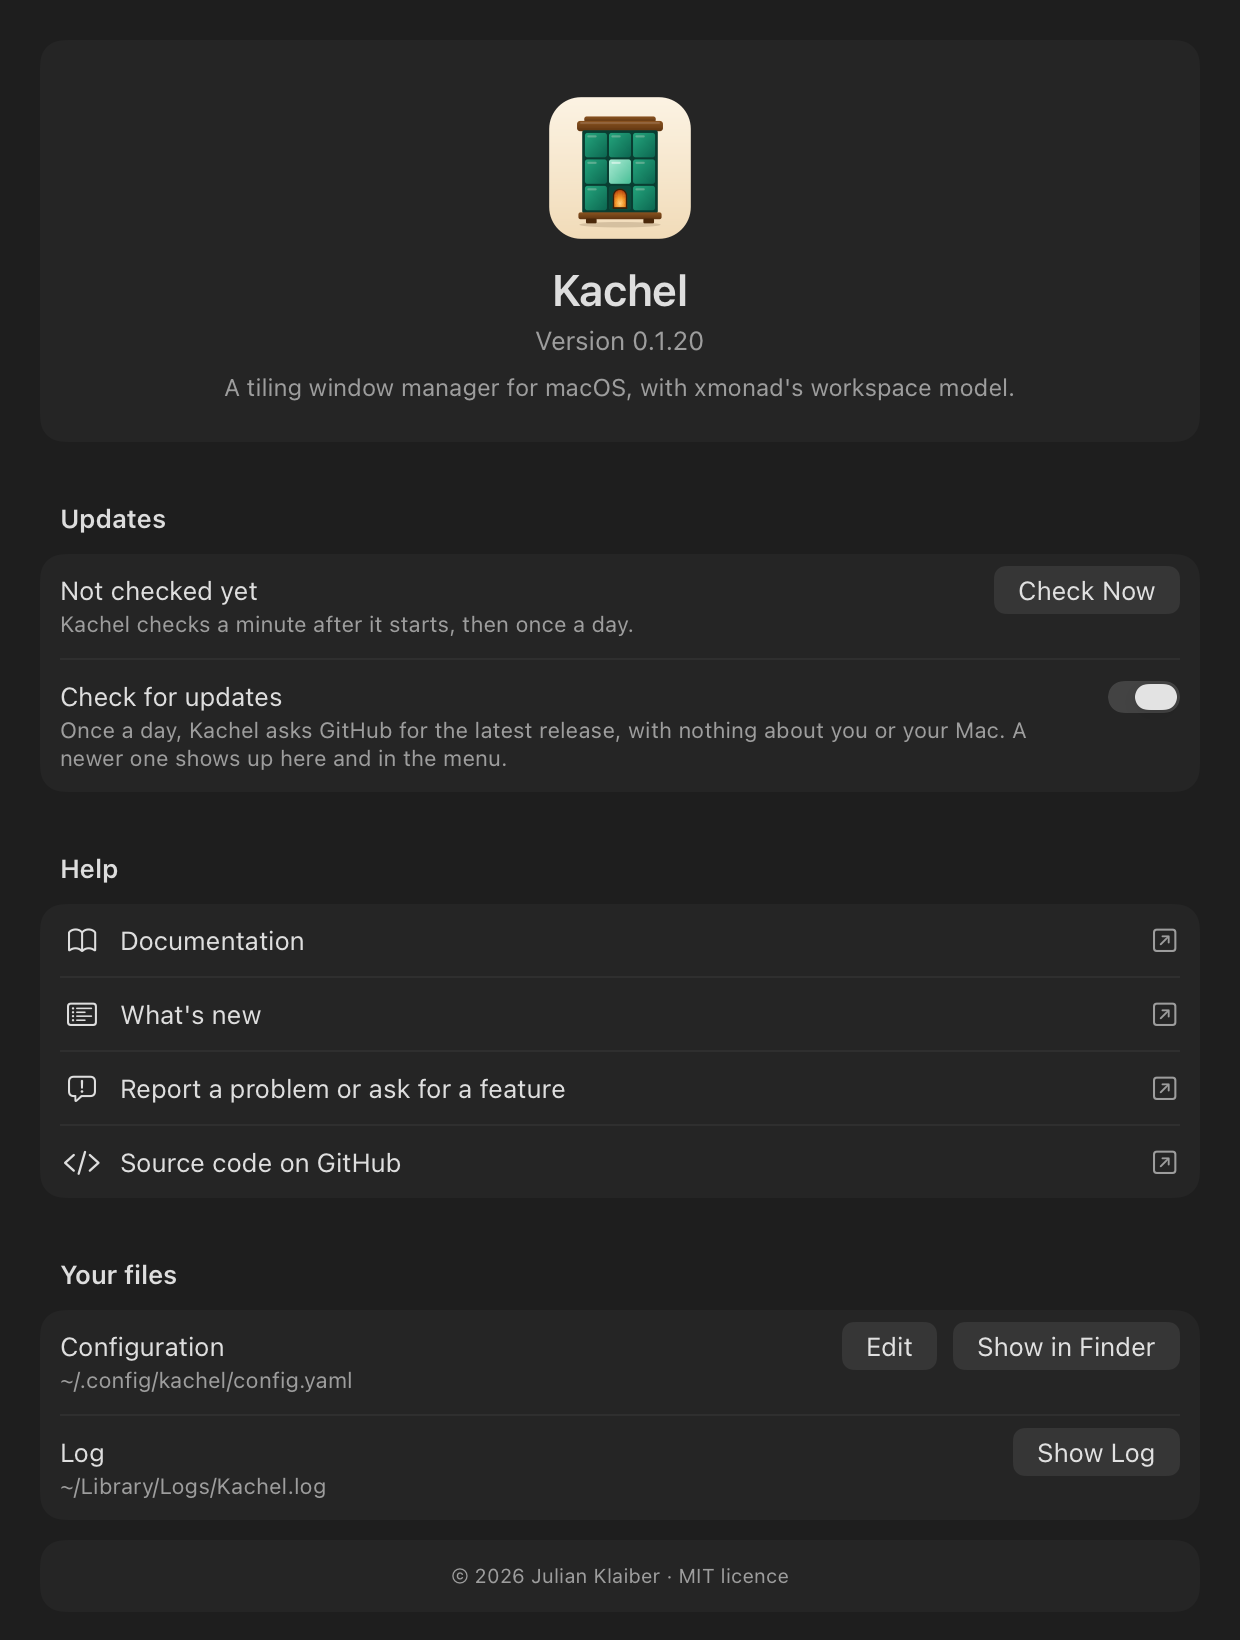 Kachel
Version 0.1.20
A tiling window manager for macOS, with xmonad's workspace model.
Updates
Not checked yet
Check Now
Kachel checks a minute after it starts, then once a day.
Check for updates
Once a day, Kachel asks GitHub for the latest release, with nothing about you or your Mac. A
newer one shows up here and in the menu.
Help
Documentation
What's new
Report a problem or ask for a feature
Source code on GitHub
Your files
Configuration
Edit
Show in Finder
~/.config/kachel/config.yaml
Log
Show Log
~/Library/Logs/Kachel.log
© 2026 Julian Klaiber · MIT licence